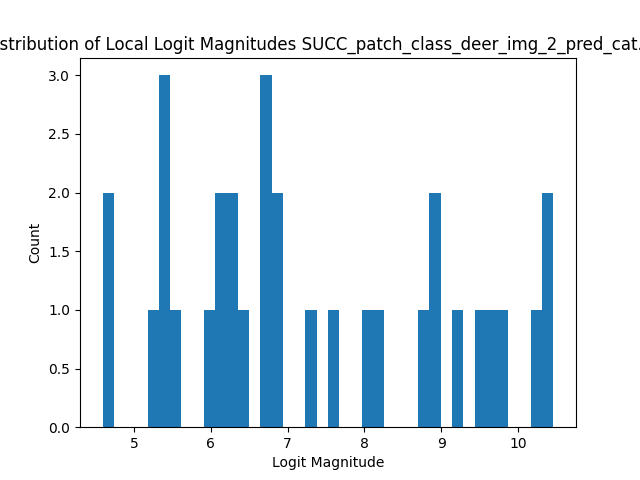 stribution of Local Logit Magnitudes SUCC_patch_class_deer_img_2_pred_cat.
3.0
2.5
2.0
1.5
1.0
0.5
0.0
Count
5 6 7 8 9 10
Logit Magnitude